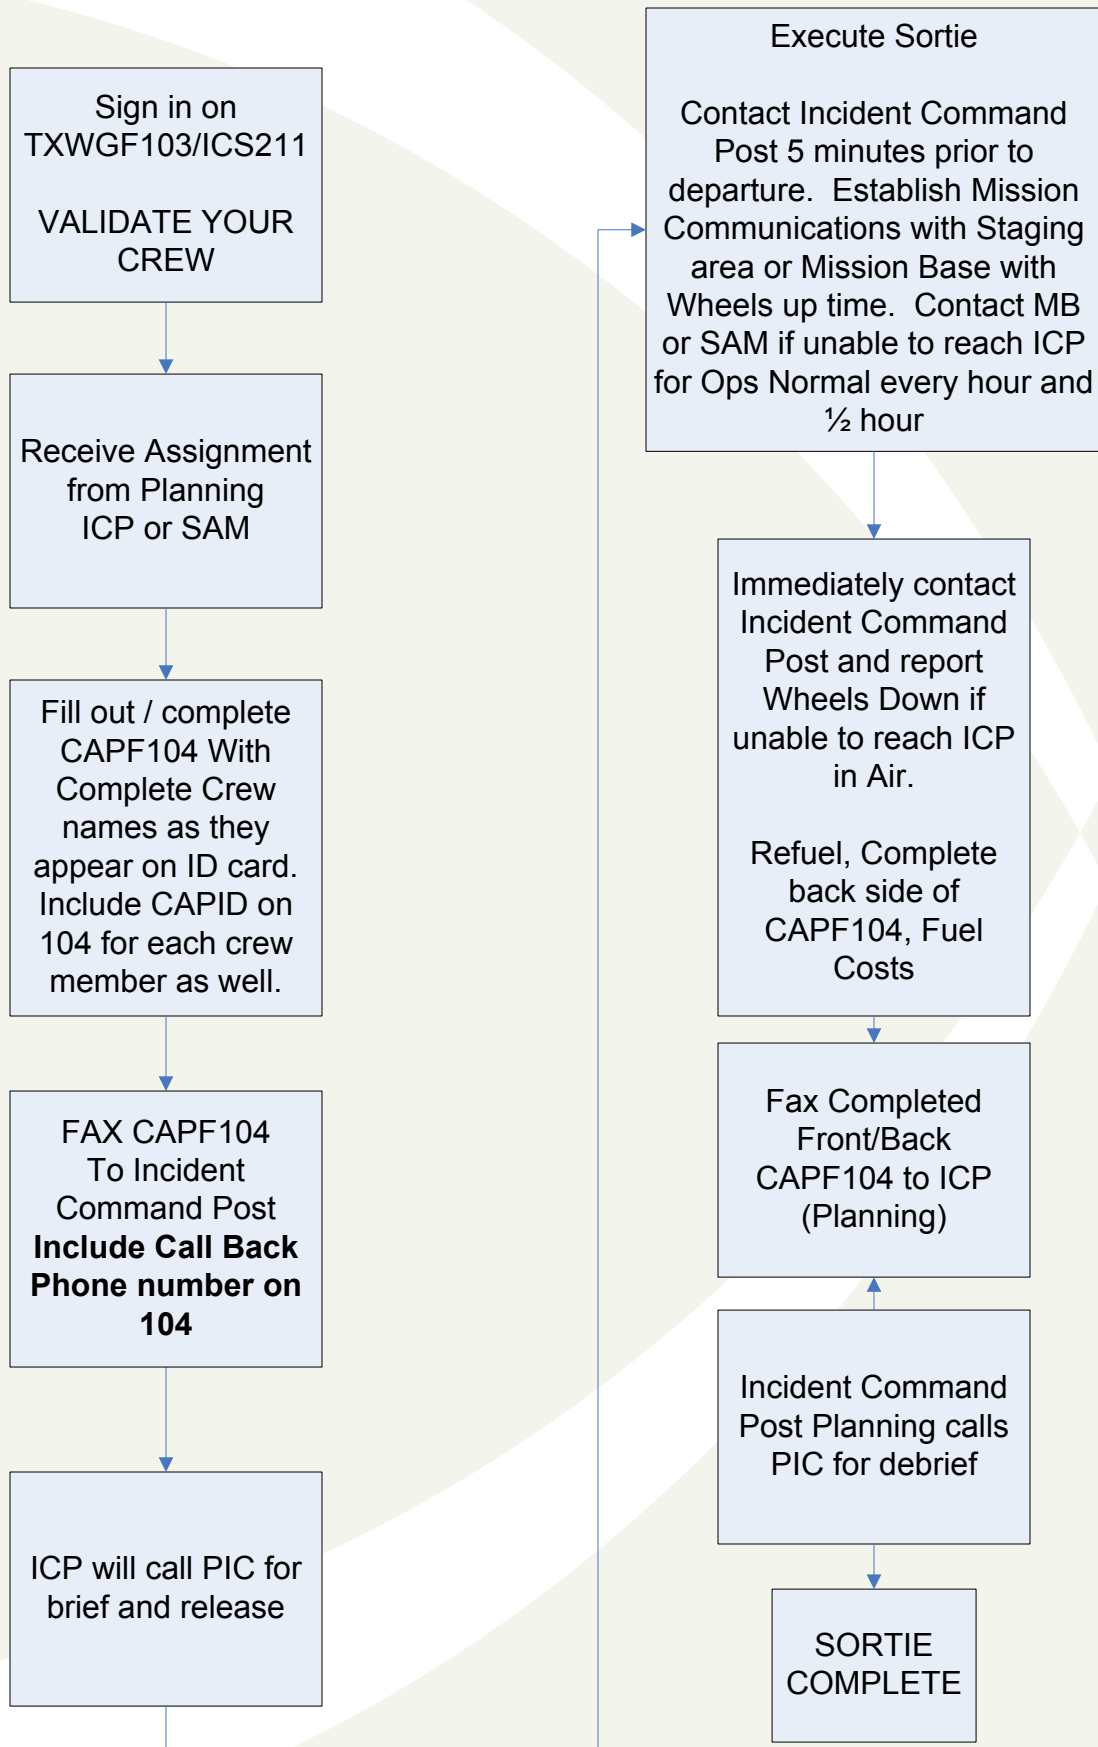 Sign in on
TXWGF103/ICS211
VALIDATE YOUR
CREW
Receive Assignment
from Planning
ICP or SAM
Fill out / complete
CAPF104 With
Complete Crew
names as they
appear on ID card.
Include CAPID on
104 for each crew
member as well.
FAX CAPF104
To Incident
Command Post
Include Call Back
Phone number on
104
ICP will call PIC for
brief and release
Execute Sortie
Contact Incident Command
Post 5 minutes prior to
departure.  Establish Mission
Communications with Staging
area or Mission Base with
Wheels up time.  Contact MB
or SAM if unable to reach ICP
for Ops Normal every hour and
½ hour
Immediately contact
Incident Command
Post and report
Wheels Down if
unable to reach ICP
in Air.
Refuel, Complete
back side of
CAPF104, Fuel
Costs
Fax Completed
Front/Back
CAPF104 to ICP
(Planning)
Incident Command
Post Planning calls
PIC for debrief
SORTIE
COMPLETE